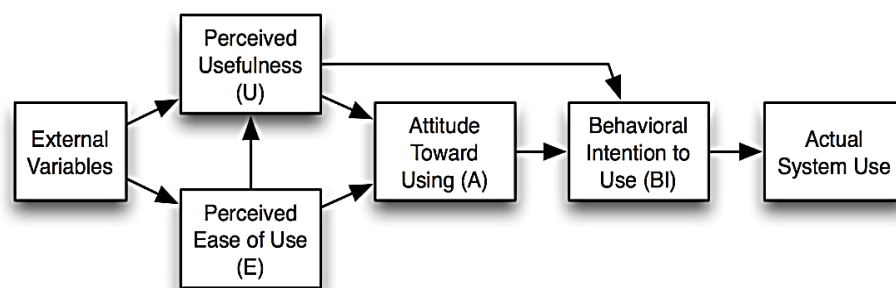 External
Variables
Perceived
Usefulness
(U)
Perceived
Ease of Use
(E)
Attitude
Toward
Using (A)
Behavioral
Intention to
Use (BI)
Actual
System Use